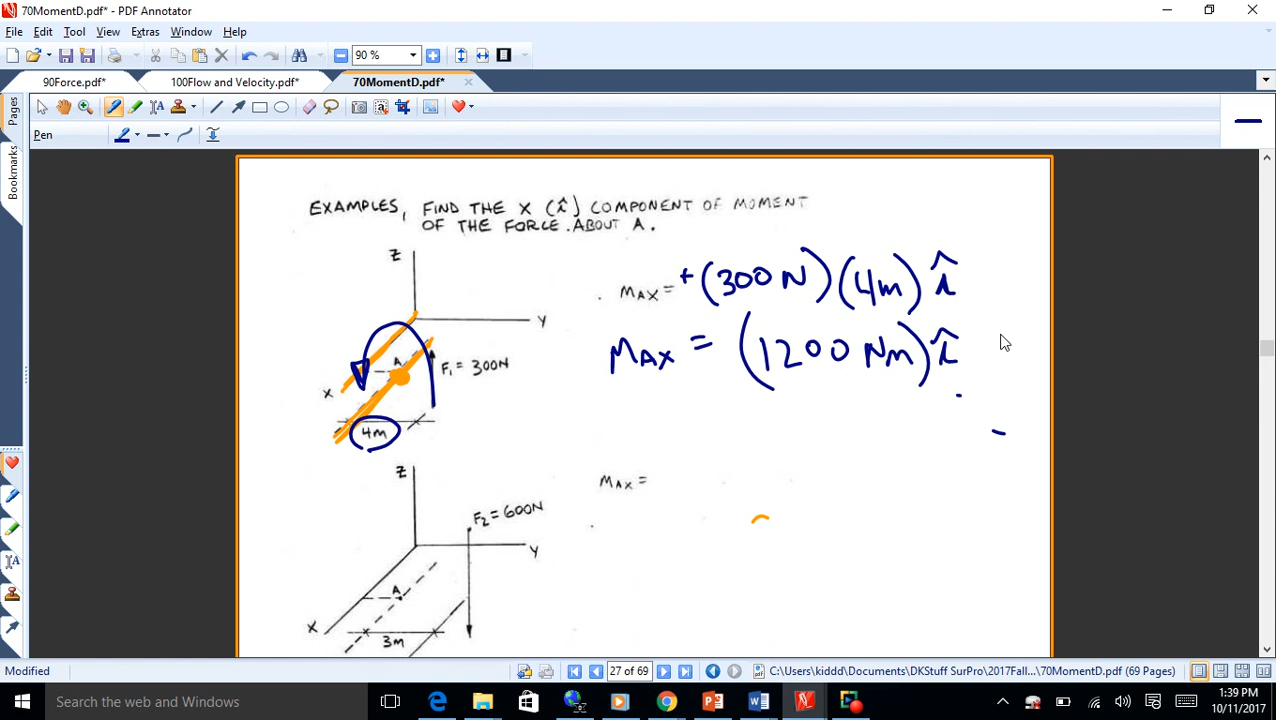 70MomentD.pdf* - PDF Annotator
File Edit Tool View Extras Window Help
90 %
90Force.pdf* 100Flow and Velocity.pdf* 70MomentD.pdf*
Pen
Pages
Bookmarks
EXAMPLES, FIND THE X (î) COMPONENT OF MOMENT
OF THE FORCE. ABOUT A.
Z
Y
X
A
F₁ = 300N
4m
MAX = +(300 N)(4m) î
MAX = (1200 Nm) î
Z
Y
X
A
F₂ = 600N
3m
MAX =
Modified
27 of 69
C:\Users\kiddd\Documents\DKStuff SurPro\2017Fall...\70MomentD.pdf (69 Pages)
Search the web and Windows
1:39 PM
10/11/2017